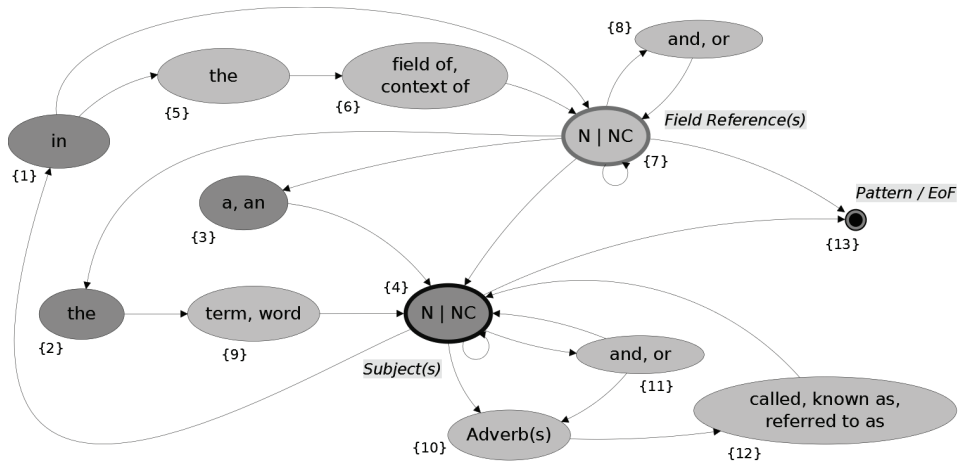 {8}
and, or
the
field of,
context of
{5}
{6}
Field Reference(s)
in
N | NC
{1}
{7}
Pattern / EoF
a, an
{3}
{13}
{4}
the
term, word
N | NC
{2}
{9}
and, or
Subject(s)
{11}
called, known as,
referred to as
Adverb(s)
{10}
{12}